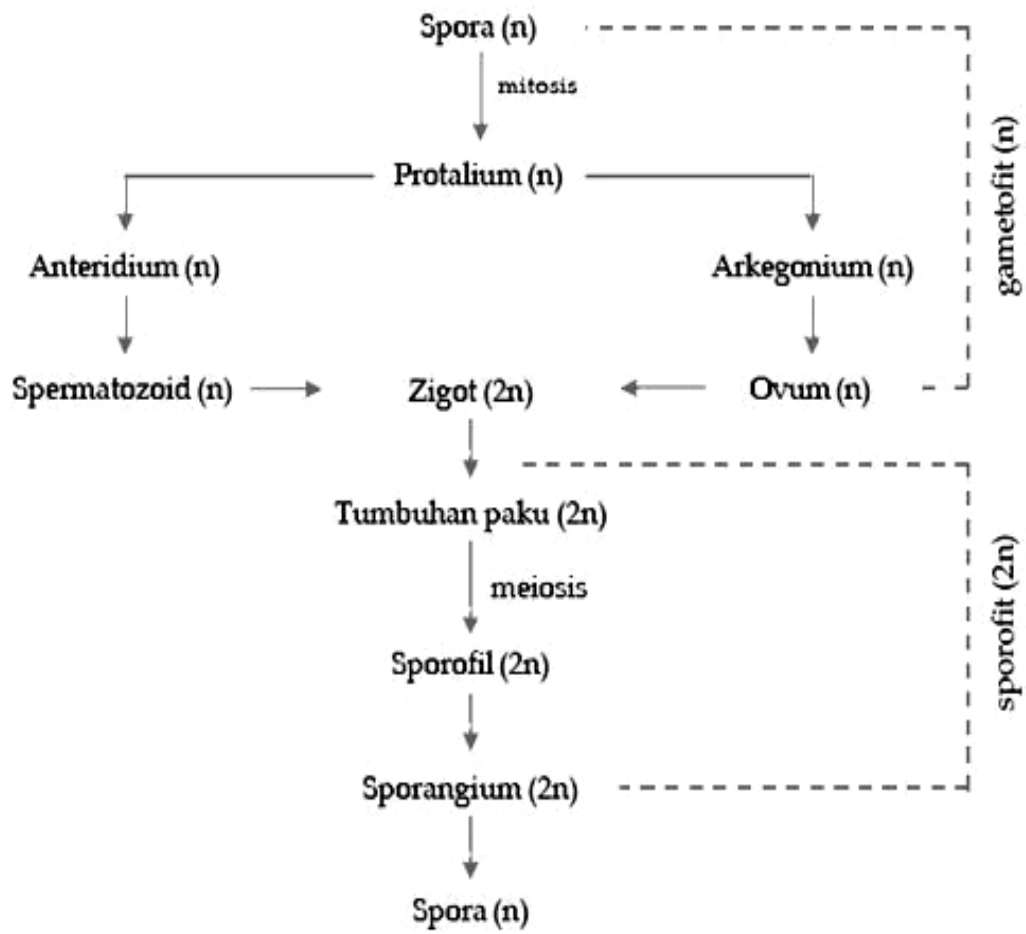 Spora (n)
mitosis
Protalium (n)
Anteridium (n)
Arkegonium (n)
Spermatozoid (n)
Zigot (2n)
Ovum (n)
gametofit (n)
Tumbuhan paku (2n)
meiosis
Sporofil (2n)
Sporangium (2n)
sporofit (2n)
Spora (n)